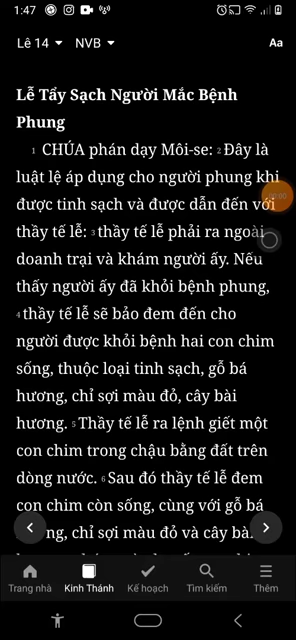 1:47
Lê 14 NVB Aa
Lễ Tẩy Sạch Người Mắc Bệnh
Phung
1 CHÚA phán dạy Môi-se: 2 Đây là
luật lệ áp dụng cho người phung khi
được tinh sạch và được dẫn đến với
thầy tế lễ: 3 thầy tế lễ phải ra ngoài
doanh trại và khám người ấy. Nếu
thấy người ấy đã khỏi bệnh phung,
4 thầy tế lễ sẽ bảo đem đến cho
người được khỏi bệnh hai con chim
sống, thuộc loại tinh sạch, gỗ bá
hương, chỉ sợi màu đỏ, cây bài
hương. 5 Thầy tế lễ ra lệnh giết một
con chim trong chậu bằng đất trên
dòng nước. 6 Sau đó thầy tế lễ đem
con chim còn sống, cùng với gỗ bá
ng, chỉ sợi màu đỏ và cây bà
Trang nhà Kinh Thánh Kế hoạch Tìm kiếm Thêm